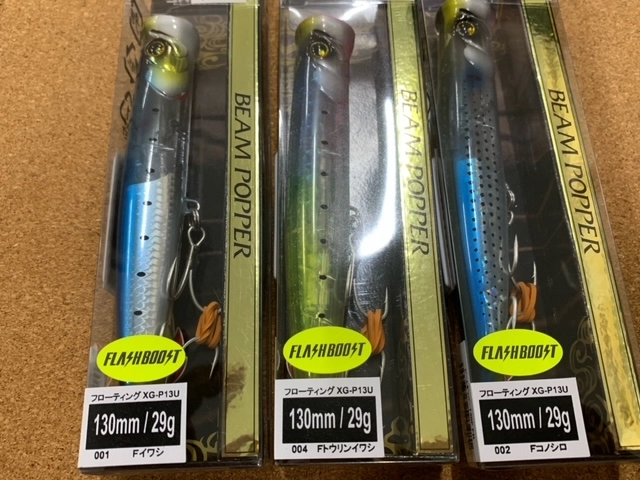 BEAM POPPER
FLASHBOOST
フローティング XG-P13U
130mm / 29g
001 Fイワシ
BEAM POPPER
FLASHBOOST
フローティング XG-P13U
130mm / 29g
004 Fトウリンイワシ
BEAM POPPER
FLASHBOOST
フローティング XG-P13U
130mm / 29g
002 Fコノシロ